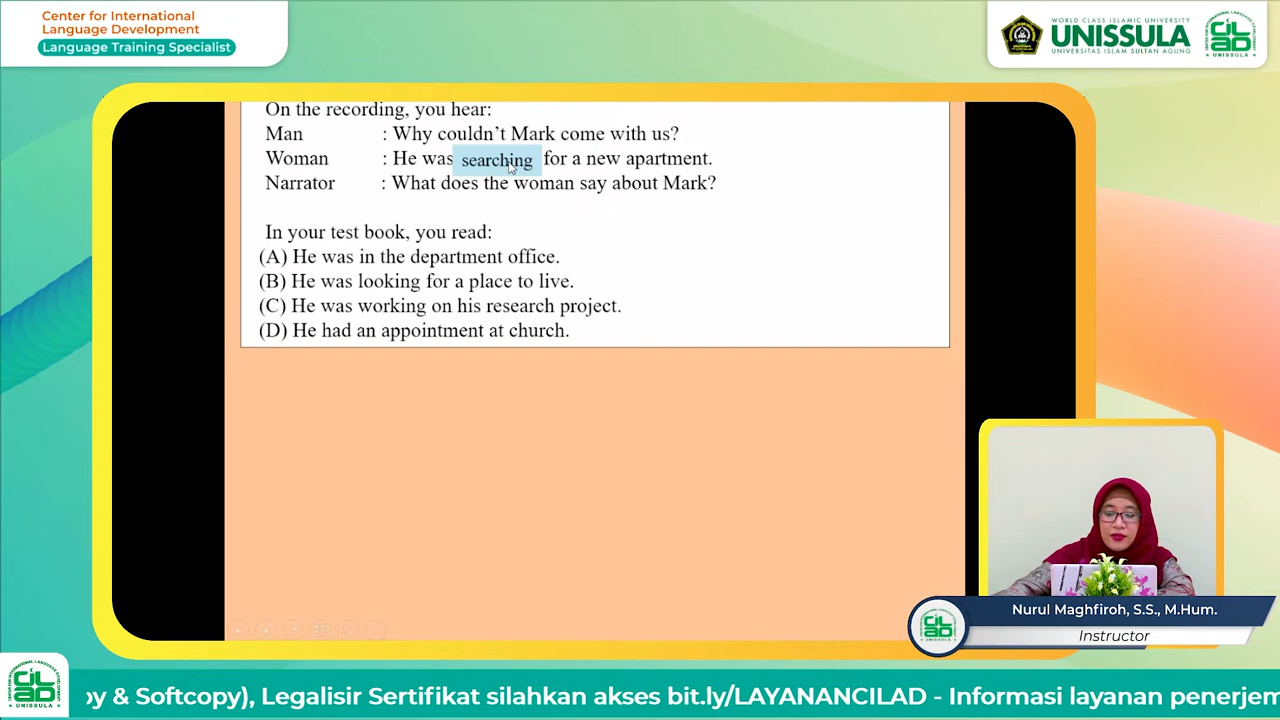 Center for International
Language Development
Language Training Specialist
WORLD CLASS ISLAMIC UNIVERSITY
UNISSULA
UNIVERSITAS ISLAM SULTAN AGUNG
CILAD
UNISSULA
On the recording, you hear:
Man : Why couldn’t Mark come with us?
Woman : He was searching for a new apartment.
Narrator : What does the woman say about Mark?
In your test book, you read:
(A) He was in the department office.
(B) He was looking for a place to live.
(C) He was working on his research project.
(D) He had an appointment at church.
Nurul Maghfiroh, S.S., M.Hum.
Instructor
CILAD
UNISSULA
py & Softcopy), Legalisir Sertifikat silahkan akses bit.ly/LAYANANCILAD - Informasi layanan penerjem